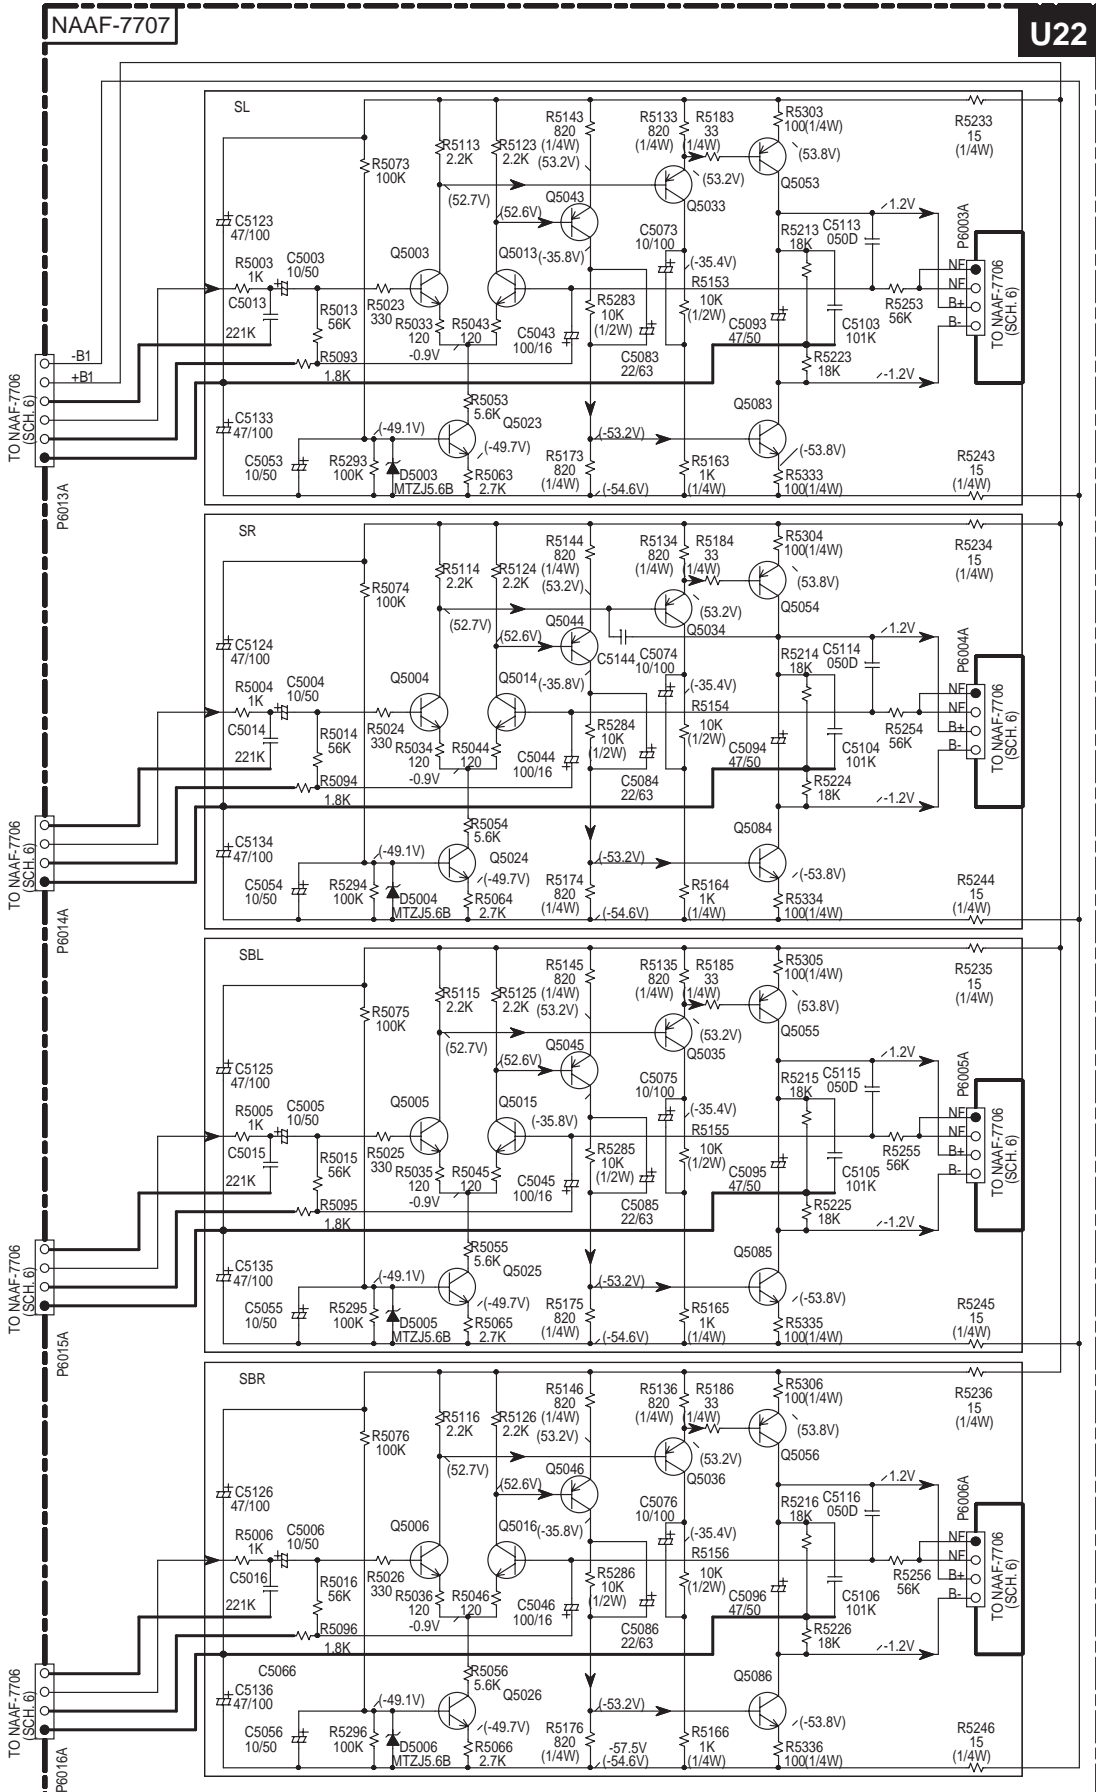 NAAF-7707
U22
SL
R5143
820
(1/4W)
(53.2V)
R5133
820
(1/4W)
R5183
33
(1/4W)
R5303
100(1/4W)
R5233
15
(1/4W)
R5113
2.2K
R5123
2.2K
(53.8V)
Q5053
R5073
100K
(52.7V)
(52.6V)
Q5043
(53.2V)
Q5033
C5123
47/100
C5003
10/50
R5003
1K
C5013
221K
Q5003
Q5013
(-35.8V)
C5073
10/100
(-35.4V)
R5153
10K
(1/2W)
R5213
18K
C5113
050D
-1.2V
P6003A
NF
NF
B+
B-
TO NAAF-7706
(SCH. 6)
R5013
56K
R5023
330
R5033
120
R5043
120
-0.9V
C5043
100/16
R5283
10K
(1/2W)
C5083
22/63
C5093
47/50
C5103
101K
R5253
56K
R5223
18K
-B1
+B1
R5093
1.8K
-1.2V
TO NAAF-7706
(SCH. 6)
P6013A
C5133
47/100
R5053
5.6K
Q5023
(-49.1V)
(-49.7V)
Q5083
(-53.2V)
(-53.8V)
C5053
10/50
R5293
100K
D5003
MTZJ5.6B
R5063
2.7K
R5173
820
(1/4W)
(-54.6V)
R5163
1K
(1/4W)
R5333
100(1/4W)
R5243
15
(1/4W)
SR
R5144
820
(1/4W)
(53.2V)
R5134
820
(1/4W)
R5184
33
(1/4W)
R5304
100(1/4W)
R5234
15
(1/4W)
R5114
2.2K
R5124
2.2K
(53.8V)
Q5054
R5074
100K
(52.7V)
(52.6V)
Q5044
(53.2V)
Q5034
C5144
C5124
47/100
C5004
10/50
R5004
1K
C5014
221K
Q5004
Q5014
(-35.8V)
C5074
10/100
(-35.4V)
R5154
10K
(1/2W)
R5214
18K
C5114
050D
-1.2V
P6004A
NF
NF
B+
B-
TO NAAF-7706
(SCH. 6)
R5014
56K
R5024
330
R5034
120
R5044
120
-0.9V
C5044
100/16
R5284
10K
(1/2W)
C5084
22/63
C5094
47/50
C5104
101K
R5254
56K
R5224
18K
R5094
1.8K
-1.2V
TO NAAF-7706
(SCH. 6)
P6014A
C5134
47/100
R5054
5.6K
Q5024
(-49.1V)
(-49.7V)
Q5084
(-53.2V)
(-53.8V)
C5054
10/50
R5294
100K
D5004
MTZJ5.6B
R5064
2.7K
R5174
820
(1/4W)
(-54.6V)
R5164
1K
(1/4W)
R5334
100(1/4W)
R5244
15
(1/4W)
SBL
R5145
820
(1/4W)
(53.2V)
R5135
820
(1/4W)
R5185
33
(1/4W)
R5305
100(1/4W)
R5235
15
(1/4W)
R5115
2.2K
R5125
2.2K
(53.8V)
Q5055
R5075
100K
(52.7V)
(52.6V)
Q5045
(53.2V)
Q5035
C5125
47/100
C5005
10/50
R5005
1K
C5015
221K
Q5005
Q5015
(-35.8V)
C5075
10/100
(-35.4V)
R5155
10K
(1/2W)
R5215
18K
C5115
050D
-1.2V
P6005A
NF
NF
B+
B-
TO NAAF-7706
(SCH. 6)
R5015
56K
R5025
330
R5035
120
R5045
120
-0.9V
C5045
100/16
R5285
10K
(1/2W)
C5085
22/63
C5095
47/50
C5105
101K
R5255
56K
R5225
18K
R5095
1.8K
-1.2V
TO NAAF-7706
(SCH. 6)
P6015A
C5135
47/100
R5055
5.6K
Q5025
(-49.1V)
(-49.7V)
Q5085
(-53.2V)
(-53.8V)
C5055
10/50
R5295
100K
D5005
MTZJ5.6B
R5065
2.7K
R5175
820
(1/4W)
(-54.6V)
R5165
1K
(1/4W)
R5335
100(1/4W)
R5245
15
(1/4W)
SBR
R5146
820
(1/4W)
(53.2V)
R5136
820
(1/4W)
R5186
33
(1/4W)
R5306
100(1/4W)
R5236
15
(1/4W)
R5116
2.2K
R5126
2.2K
(53.8V)
Q5056
R5076
100K
(52.7V)
(52.6V)
Q5046
(53.2V)
Q5036
C5126
47/100
C5006
10/50
R5006
1K
C5016
221K
Q5006
Q5016
(-35.8V)
C5076
10/100
(-35.4V)
R5156
10K
(1/2W)
R5216
18K
C5116
050D
-1.2V
P6006A
NF
NF
B+
B-
TO NAAF-7706
(SCH. 6)
R5016
56K
R5026
330
R5036
120
R5046
120
-0.9V
C5046
100/16
R5286
10K
(1/2W)
C5086
22/63
C5096
47/50
C5106
101K
R5256
56K
R5226
18K
R5096
1.8K
-1.2V
TO NAAF-7706
(SCH. 6)
P6016A
C5066
C5136
47/100
R5056
5.6K
Q5026
(-49.1V)
(-49.7V)
Q5086
(-53.2V)
(-53.8V)
C5056
10/50
R5296
100K
D5006
MTZJ5.6B
R5066
2.7K
R5176
820
(1/4W)
-57.5V
(-54.6V)
R5166
1K
(1/4W)
R5336
100(1/4W)
R5246
15
(1/4W)